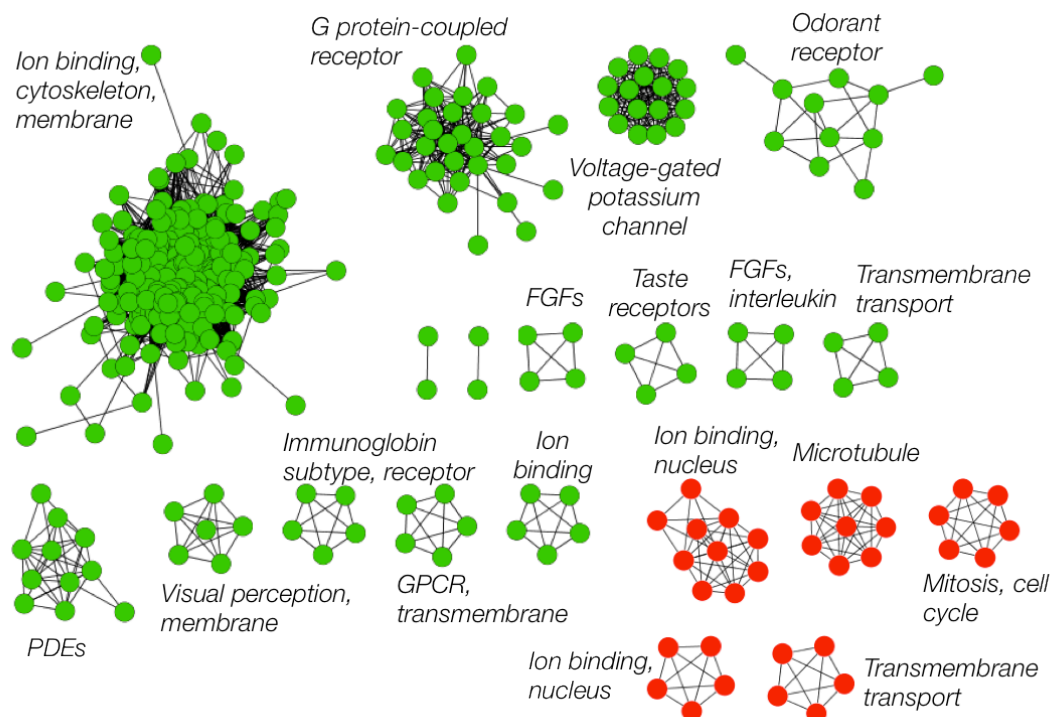 Ion binding,
cytoskeleton,
membrane
G protein-coupled
receptor
Voltage-gated
potassium
channel
Odorant
receptor
FGFs
Taste
receptors
FGFs,
interleukin
Transmembrane
transport
PDEs
Visual perception,
membrane
Immunoglobin
subtype, receptor
GPCR,
transmembrane
Ion
binding
Ion binding,
nucleus
Microtubule
Mitosis, cell
cycle
Ion binding,
nucleus
Transmembrane
transport